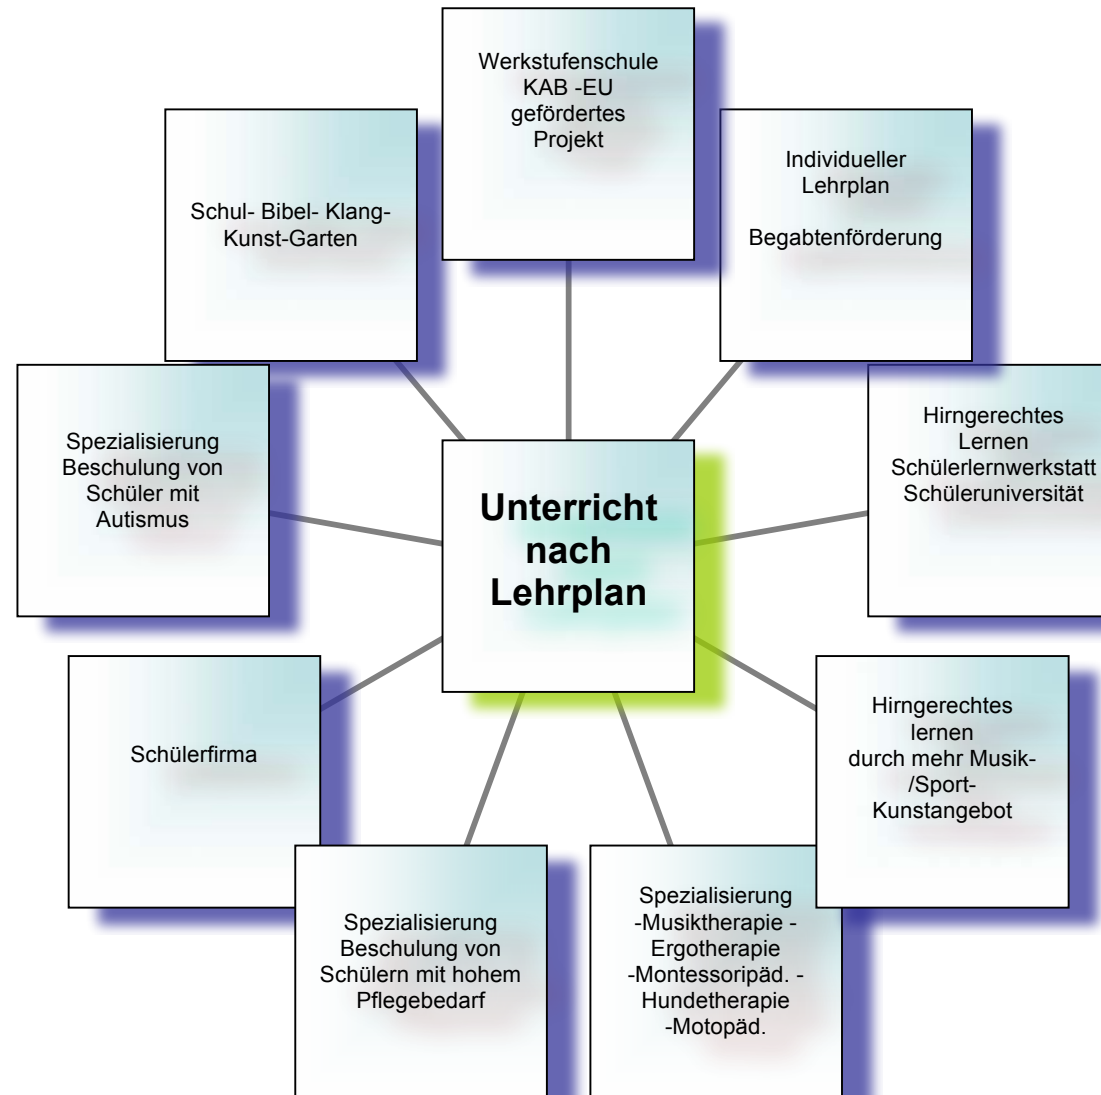 Werkstufenschule
KAB -EU
gefördertes
Projekt
Individueller
Lehrplan
Begabtenförderung
Schul- Bibel- Klang-
Kunst-Garten
Hirngerechtes
Lernen
Schülerlernwerkstatt
Schüleruniversität
Spezialisierung
Beschulung von
Schüler mit
Autismus
Unterricht
nach
Lehrplan
Hirngerechtes
lernen
durch mehr Musik-
/Sport-
Kunstangebot
Schülerfirma
Spezialisierung
Beschulung von
Schülern mit hohem
Pflegebedarf
Spezialisierung
-Musiktherapie -
Ergotherapie
-Montessoripäd. -
Hundetherapie
-Motopäd.